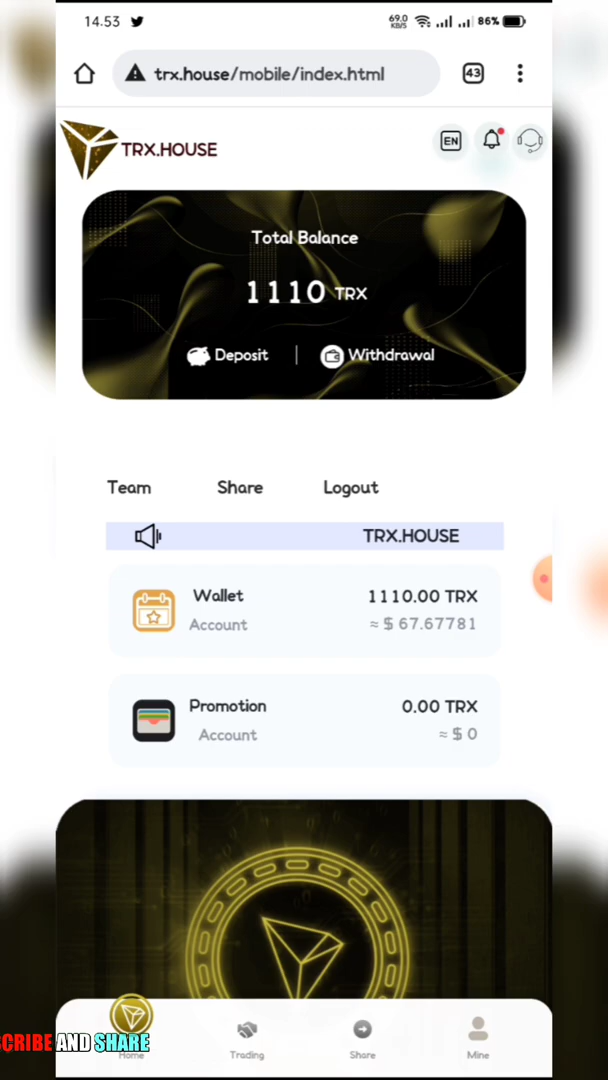 14.53
69.0
KB/S
86%
trx.house/mobile/index.html
43
TRX.HOUSE
EN
Total Balance
1110 TRX
Deposit
Withdrawal
Team
Share
Logout
TRX.HOUSE
Wallet
1110.00 TRX
Account
≈ $ 67.67781
Promotion
0.00 TRX
Account
≈ $ 0
SCRIBE AND SHARE
Home
Trading
Share
Mine